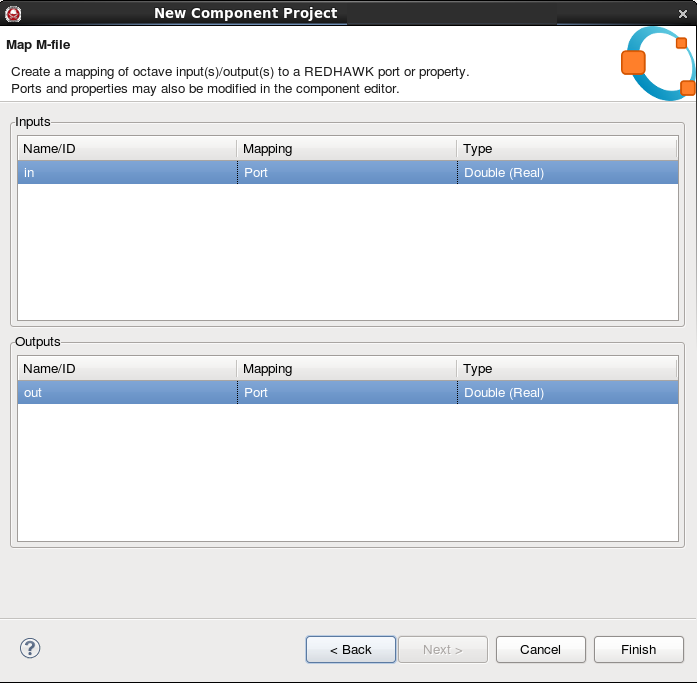 New Component Project
Map M-file
Create a mapping of octave input(s)/output(s) to a REDHAWK port or property.
Ports and properties may also be modified in the component editor.
Inputs
Name/ID Mapping Type
in Port Double (Real)
Outputs
Name/ID Mapping Type
out Port Double (Real)
? < Back Next > Cancel Finish